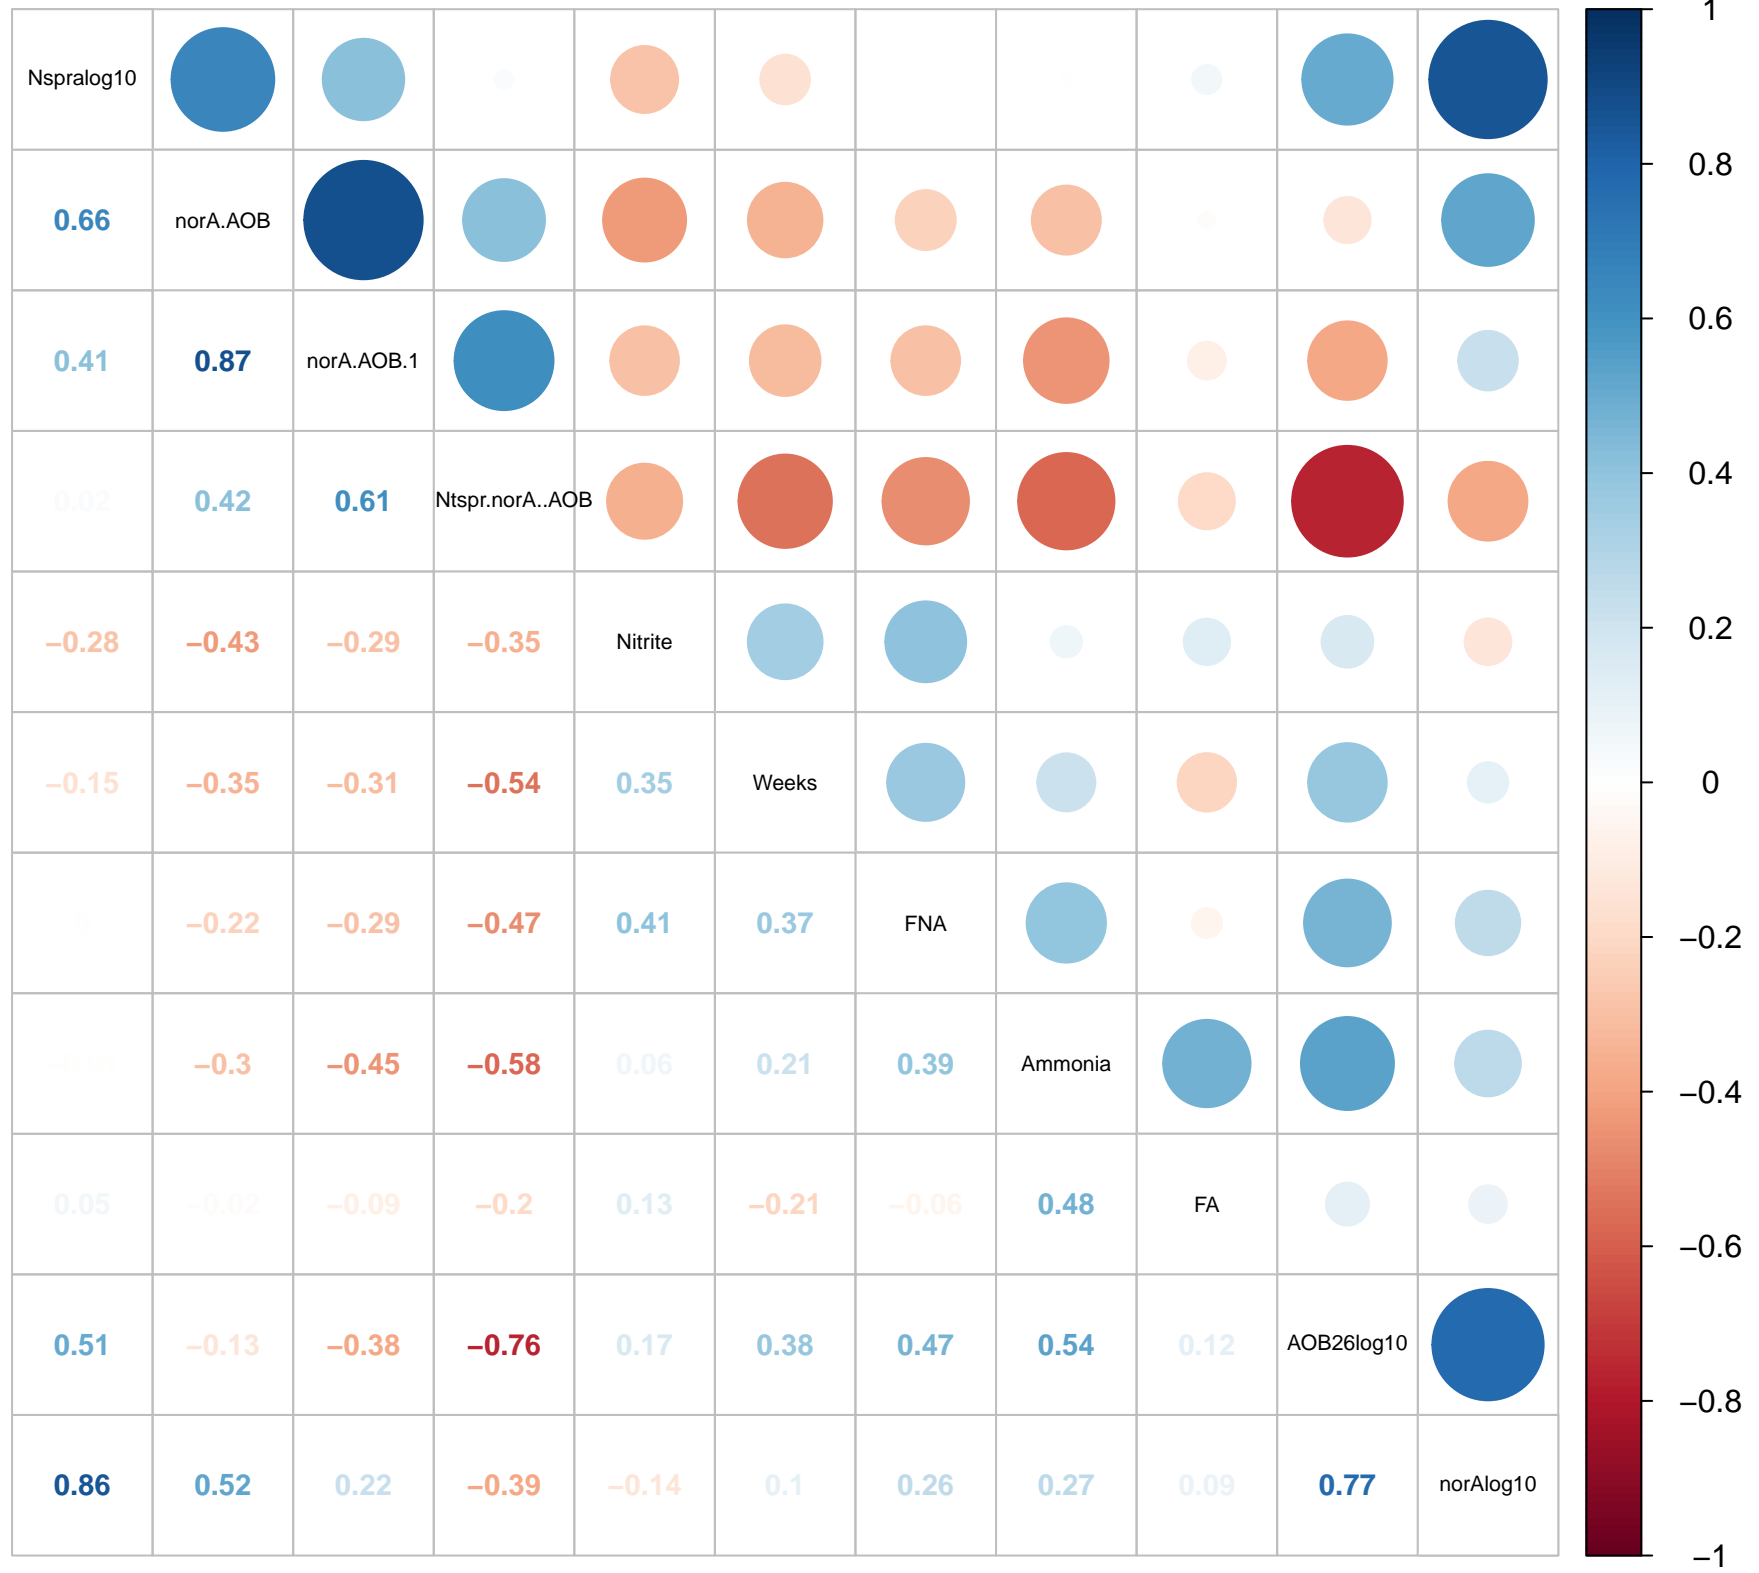 Nspralog10
0.66 norA.AOB
0.41 0.87 norA.AOB.1
0.02 0.42 0.61 Ntspr.norA..AOB
−0.28 −0.43 −0.29 −0.35 Nitrite
−0.15 −0.35 −0.31 −0.54 0.35 Weeks
−0.22 −0.29 −0.47 0.41 0.37 FNA
−0.3 −0.45 −0.58 0.06 0.21 0.39 Ammonia
0.05 −0.02 −0.09 −0.2 0.13 −0.21 −0.06 0.48 FA
0.51 −0.13 −0.38 −0.76 0.17 0.38 0.47 0.54 0.12 AOB26log10
0.86 0.52 0.22 −0.39 −0.14 0.1 0.26 0.27 0.09 0.77 norAlog10
1
0.8
0.6
0.4
0.2
0
−0.2
−0.4
−0.6
−0.8
−1